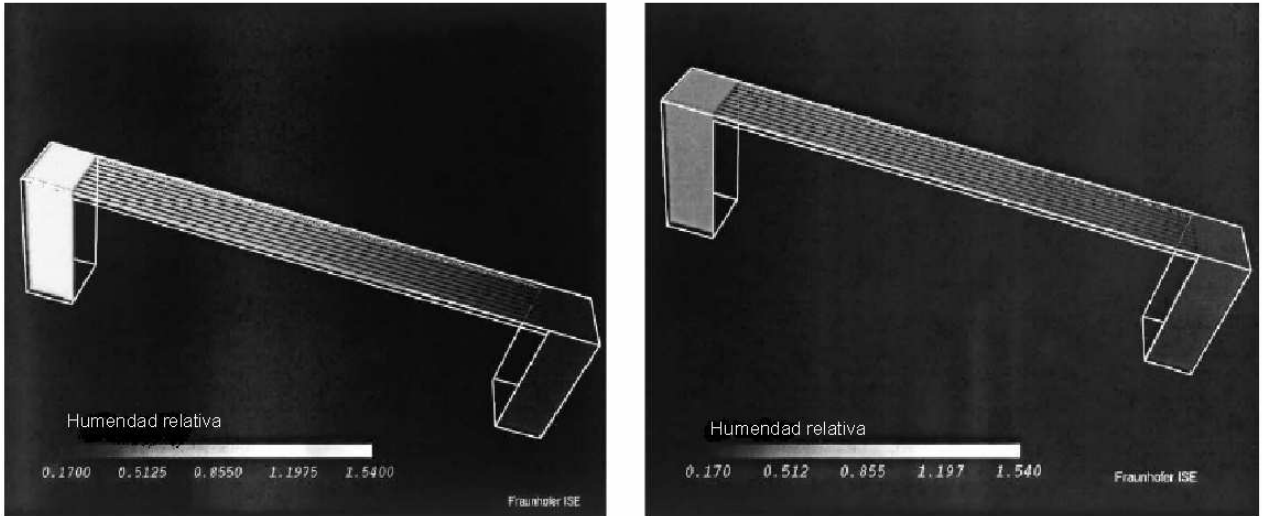 Humendad relativa
0.1700 0.5125 0.8550 1.1975 1.5400
Fraunhofer ISE
Humendad relativa
0.170 0.512 0.855 1.197 1.540
Fraunhofer ISE